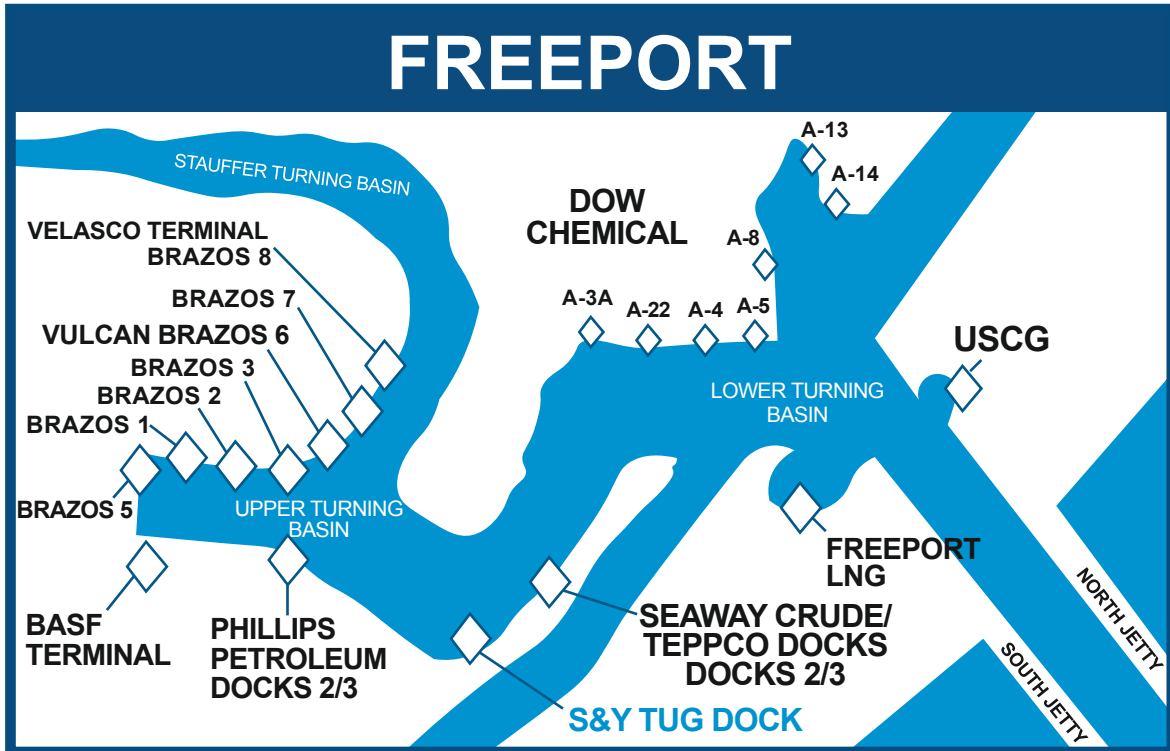 FREEPORT
STAUFFER TURNING BASIN
A-13
A-14
DOW
CHEMICAL
A-8
VELASCO TERMINAL
BRAZOS 8
BRAZOS 7
VULCAN BRAZOS 6
BRAZOS 3
BRAZOS 2
BRAZOS 1
BRAZOS 5
A-3A
A-22
A-4
A-5
USCG
LOWER TURNING
BASIN
UPPER TURNING
BASIN
FREEPORT
LNG
BASF
TERMINAL
PHILLIPS
PETROLEUM
DOCKS 2/3
SEAWAY CRUDE/
TEPPCO DOCKS
DOCKS 2/3
S&Y TUG DOCK
NORTH JETTY
SOUTH JETTY